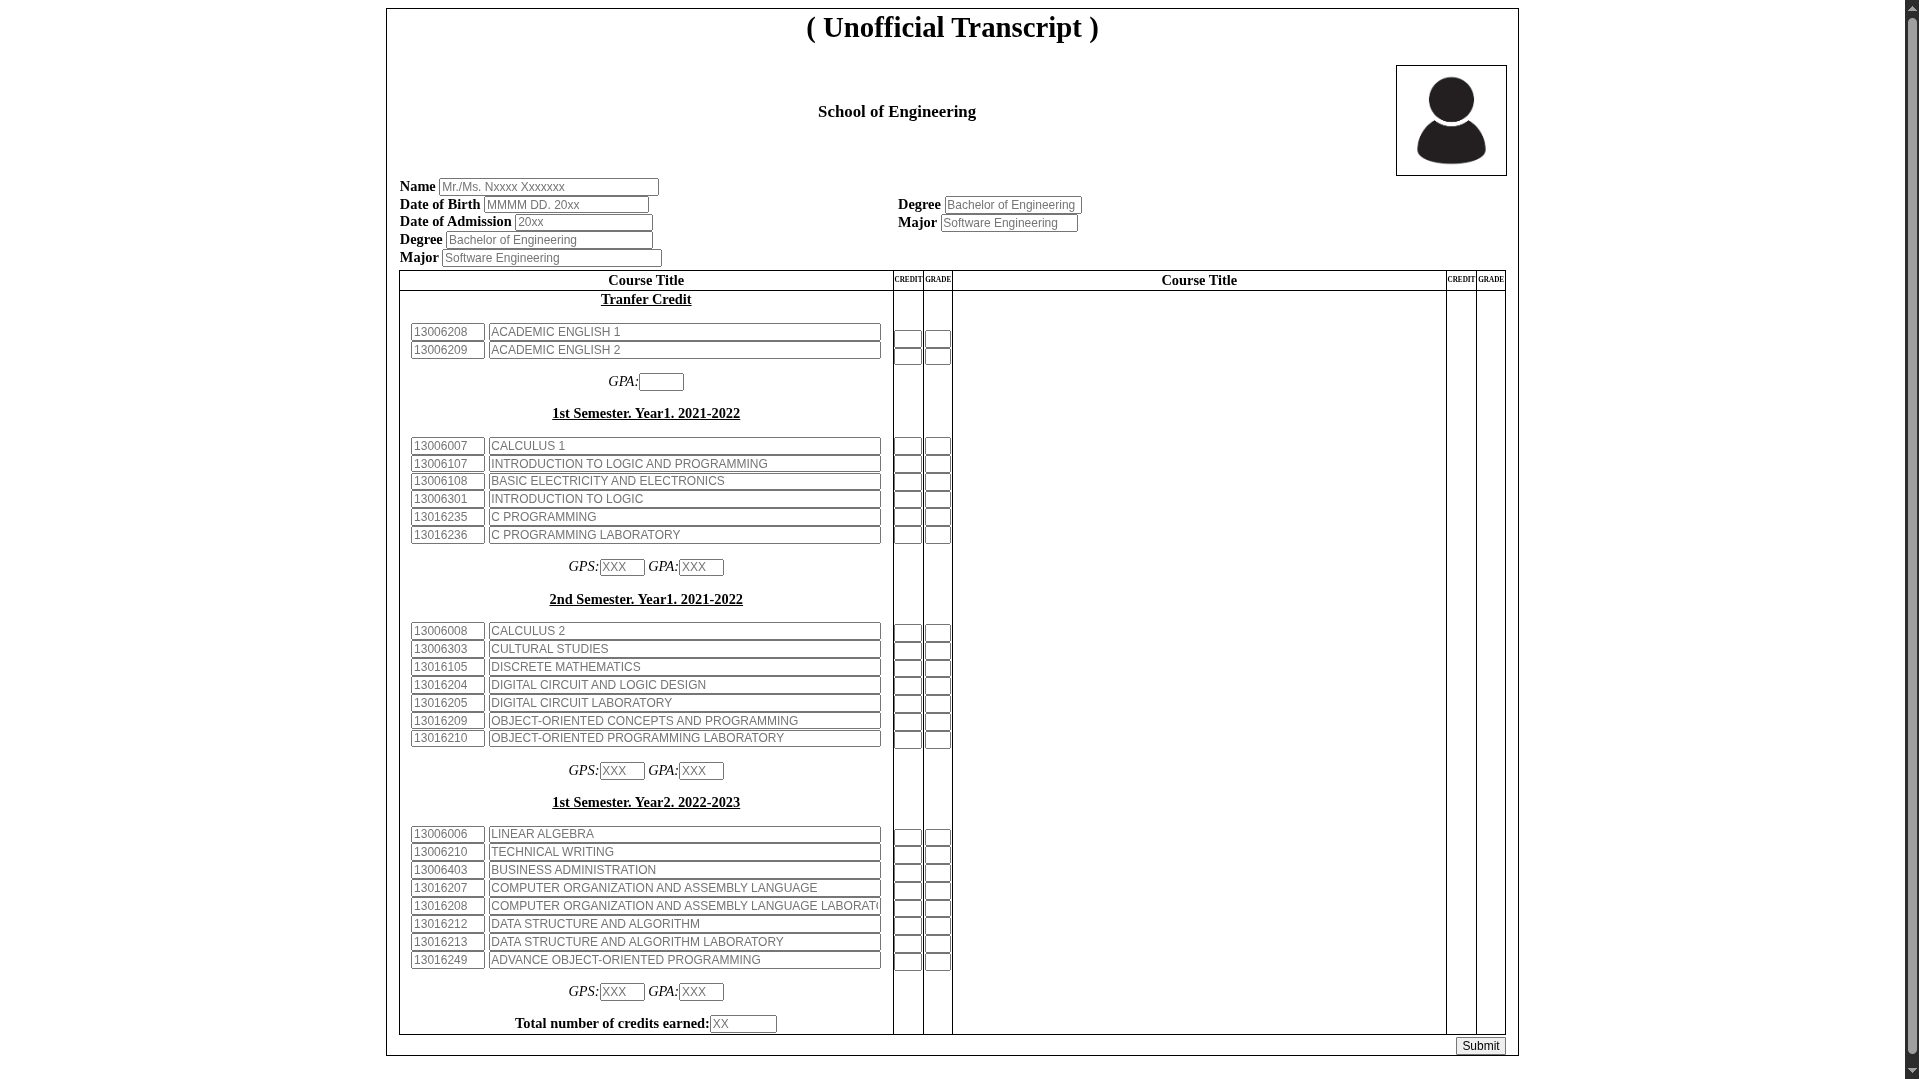 ( Unofficial Transcript )
School of Engineering
Name Mr./Ms. Nxxxx Xxxxxxx
Date of Birth MMMM DD. 20xx
Date of Admission 20xx
Degree Bachelor of Engineering
Major Software Engineering
Degree Bachelor of Engineering
Major Software Engineering
Course Title CREDIT GRADE Course Title CREDIT GRADE
Tranfer Credit
13006208 ACADEMIC ENGLISH 1
13006209 ACADEMIC ENGLISH 2
GPA:
1st Semester. Year1. 2021-2022
13006007 CALCULUS 1
13006107 INTRODUCTION TO LOGIC AND PROGRAMMING
13006108 BASIC ELECTRICITY AND ELECTRONICS
13006301 INTRODUCTION TO LOGIC
13016235 C PROGRAMMING
13016236 C PROGRAMMING LABORATORY
GPS: XXX GPA: XXX
2nd Semester. Year1. 2021-2022
13006008 CALCULUS 2
13006303 CULTURAL STUDIES
13016105 DISCRETE MATHEMATICS
13016204 DIGITAL CIRCUIT AND LOGIC DESIGN
13016205 DIGITAL CIRCUIT LABORATORY
13016209 OBJECT-ORIENTED CONCEPTS AND PROGRAMMING
13016210 OBJECT-ORIENTED PROGRAMMING LABORATORY
GPS: XXX GPA: XXX
1st Semester. Year2. 2022-2023
13006006 LINEAR ALGEBRA
13006210 TECHNICAL WRITING
13006403 BUSINESS ADMINISTRATION
13016207 COMPUTER ORGANIZATION AND ASSEMBLY LANGUAGE
13016208 COMPUTER ORGANIZATION AND ASSEMBLY LANGUAGE LABORATO
13016212 DATA STRUCTURE AND ALGORITHM
13016213 DATA STRUCTURE AND ALGORITHM LABORATORY
13016249 ADVANCE OBJECT-ORIENTED PROGRAMMING
GPS: XXX GPA: XXX
Total number of credits earned: XX
Submit